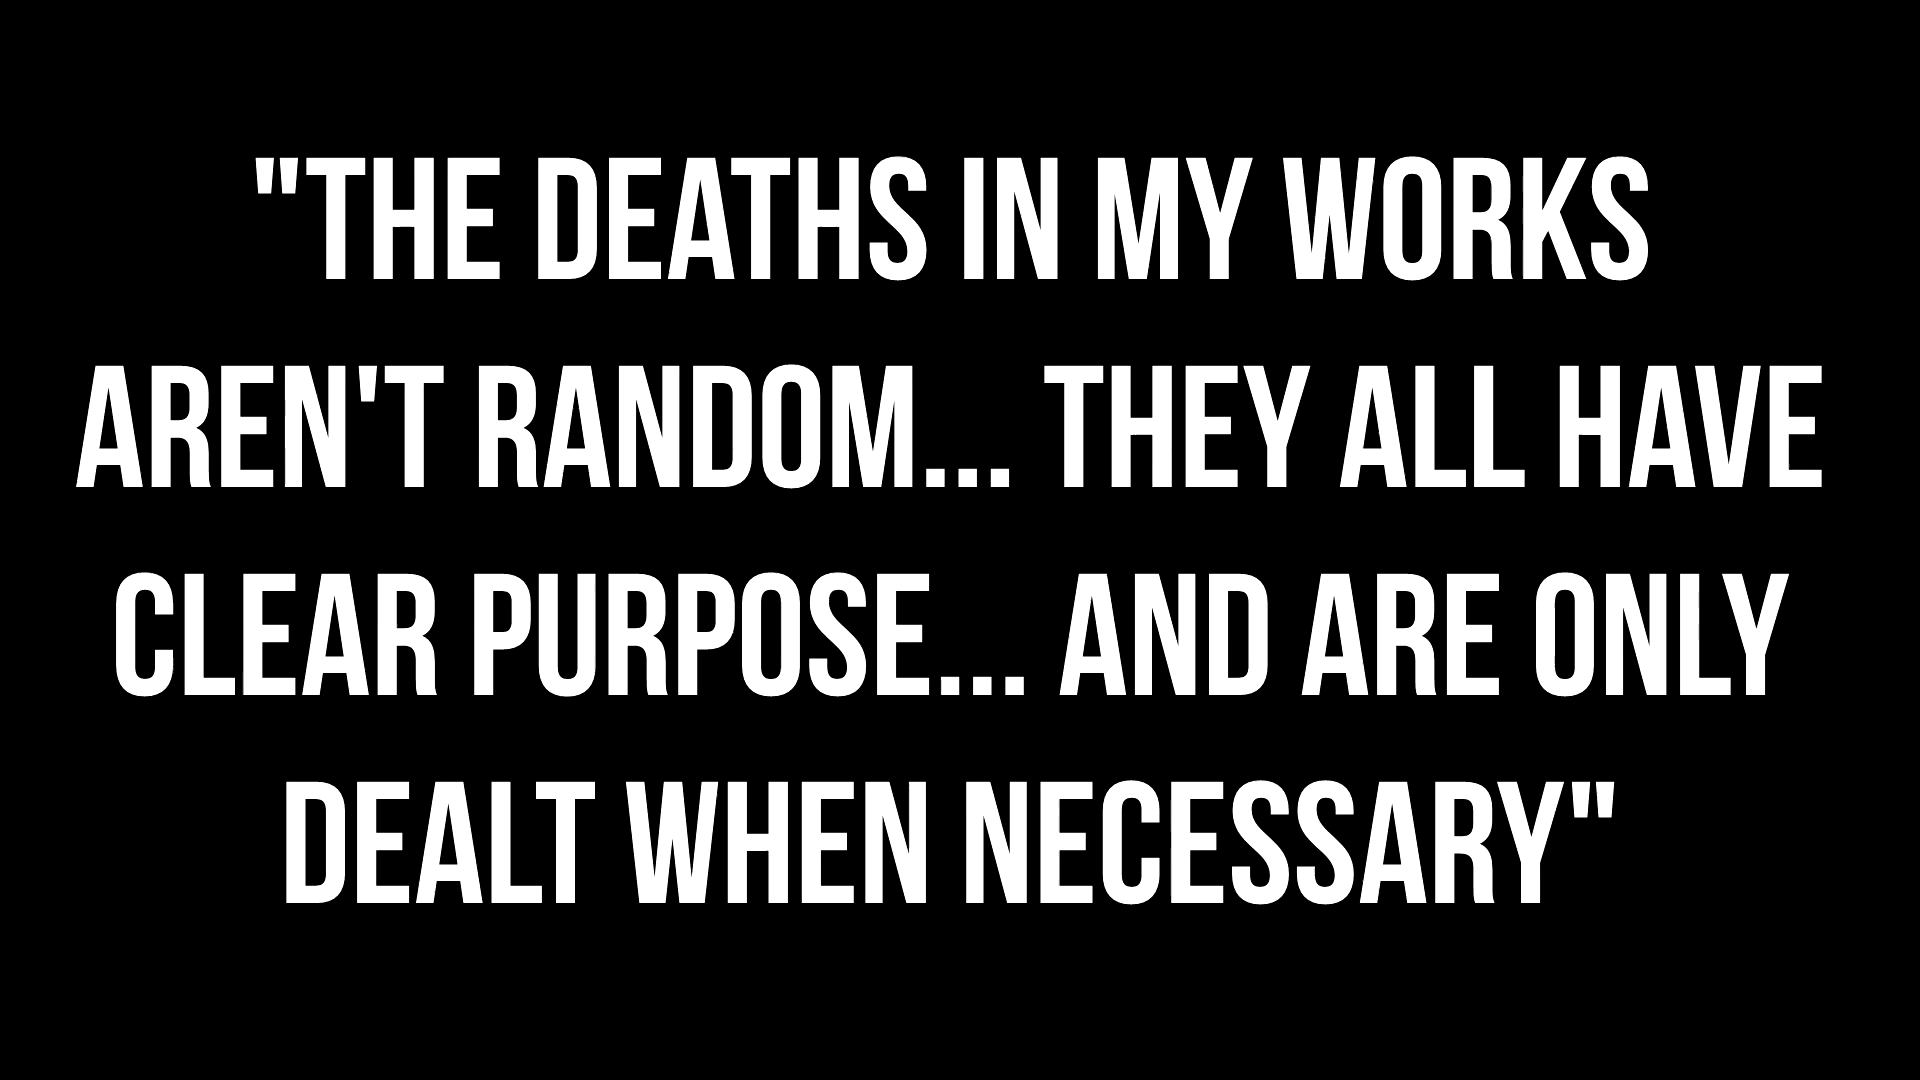 "THE DEATHS IN MY WORKS
AREN'T RANDOM... THEY ALL HAVE
CLEAR PURPOSE... AND ARE ONLY
DEALT WHEN NECESSARY"